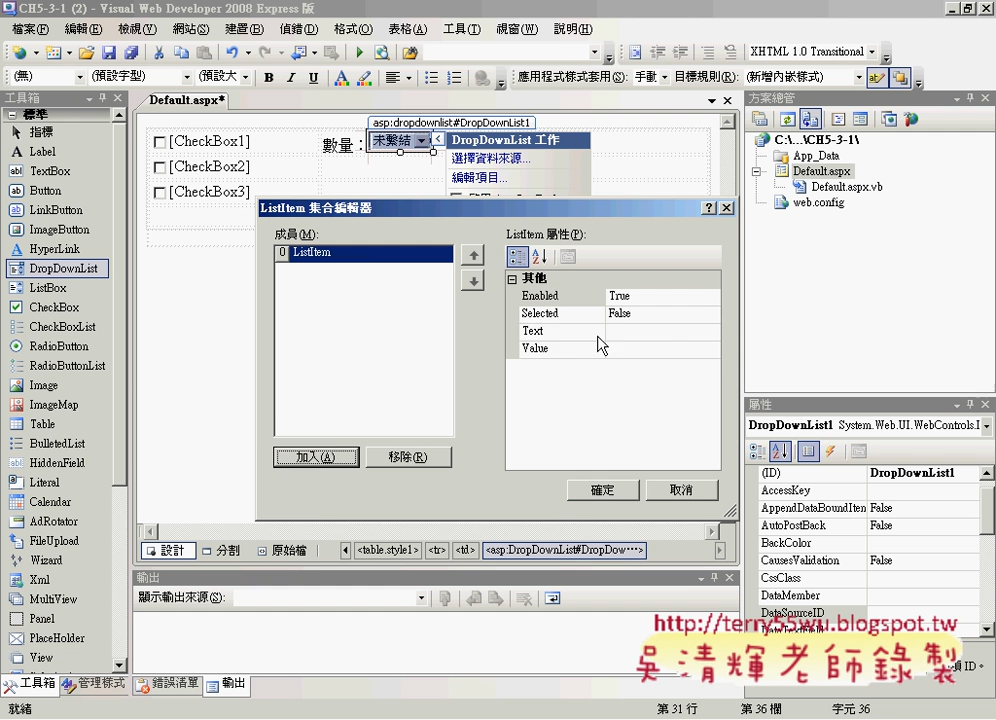 CH5-3-1 (2) - Visual Web Developer 2008 Express 版
檔案(F) 編輯(E) 檢視(V) 網站(S) 建置(B) 偵錯(D) 格式(O) 表格(A) 工具(T) 視窗(W) 說明(H)
XHTML 1.0 Transitional
(無) (預設字型) (預設大 B I U A 應用程式樣式套用(S): 手動 目標規則(R): (新增內嵌樣式)
工具箱
標準
指標
Label
TextBox
Button
LinkButton
ImageButton
HyperLink
DropDownList
ListBox
CheckBox
CheckBoxList
RadioButton
RadioButtonList
Image
ImageMap
Table
BulletedList
HiddenField
Literal
Calendar
AdRotator
FileUpload
Wizard
Xml
MultiView
Panel
PlaceHolder
View
工具箱 管理樣式
Default.aspx*
asp:dropdownlist#DropDownList1
[CheckBox1] 數量: 未繫結
[CheckBox2]
[CheckBox3]
DropDownList 工作
選擇資料來源...
編輯項目...
ListItem 集合編輯器
成員(M):
0 ListItem
加入(A) 移除(R)
ListItem 屬性(P):
其他
Enabled True
Selected False
Text
Value
確定 取消
設計 分割 原始檔 <table.style1> <tr> <td> <asp:DropDownList#DropDow...>
輸出
顯示輸出來源(S):
錯誤清單 輸出
方案總管
C:\...\CH5-3-1\
App_Data
Default.aspx
Default.aspx.vb
web.config
屬性
DropDownList1 System.Web.UI.WebControls.I
(ID) DropDownList1
AccessKey
AppendDataBoundIten False
AutoPostBack False
BackColor
CausesValidation False
CssClass
DataMember
DataSourceID
http://terry55wu.blogspot.tw
吳清輝老師錄製
項 ID。
就緒 第 31 行 第 36 欄 字元 36